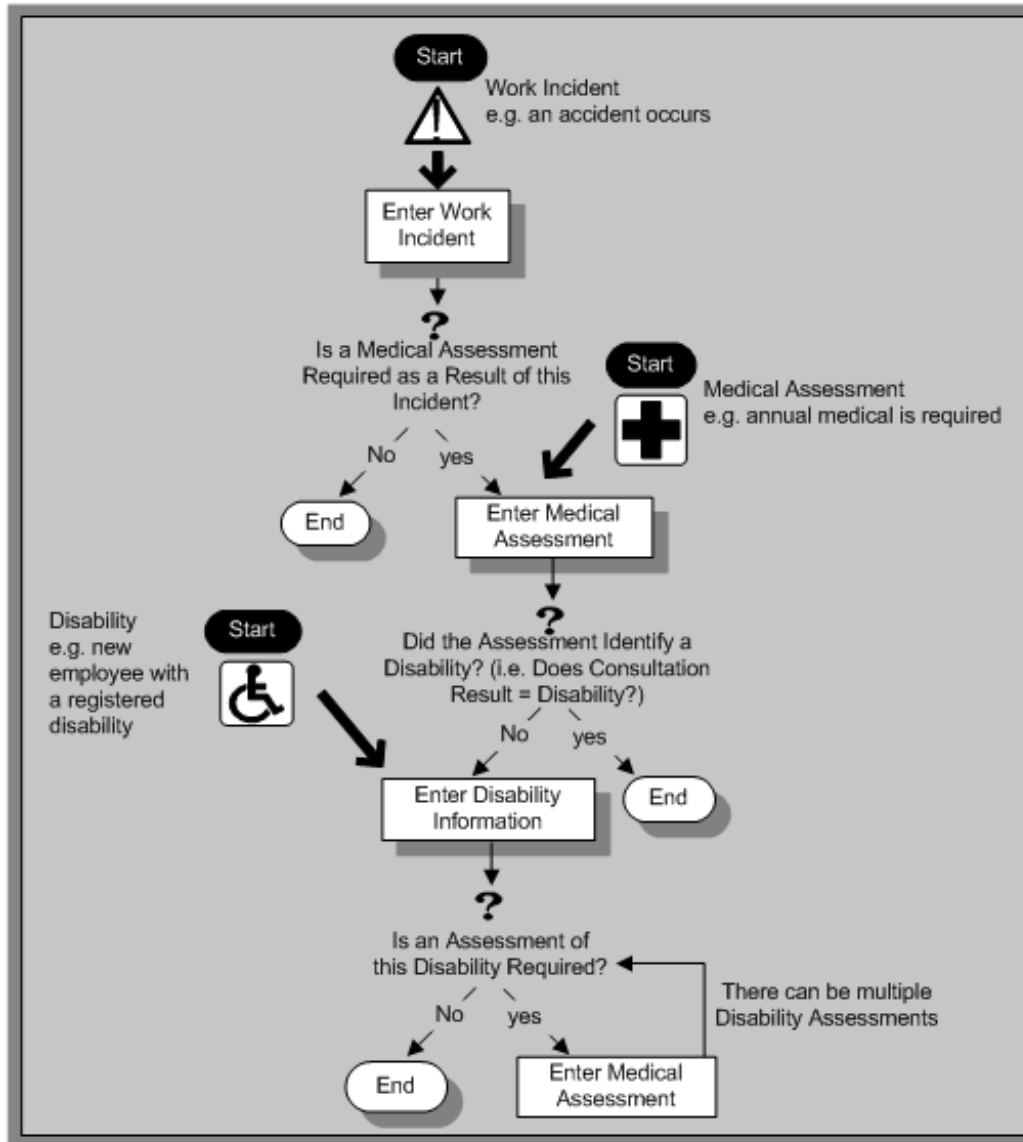 Start
Work Incident
e.g. an accident occurs
Enter Work
Incident
?
Is a Medical Assessment
Required as a Result of this
Incident?
Start
Medical Assessment
e.g. annual medical is required
No
yes
End
Enter Medical
Assessment
?
Disability
e.g. new
employee with
a registered
disability
Start
Did the Assessment Identify a
Disability? (i.e. Does Consultation
Result = Disability?)
No
yes
Enter Disability
Information
End
?
Is an Assessment of
this Disability Required?
There can be multiple
Disability Assessments
No
yes
End
Enter Medical
Assessment